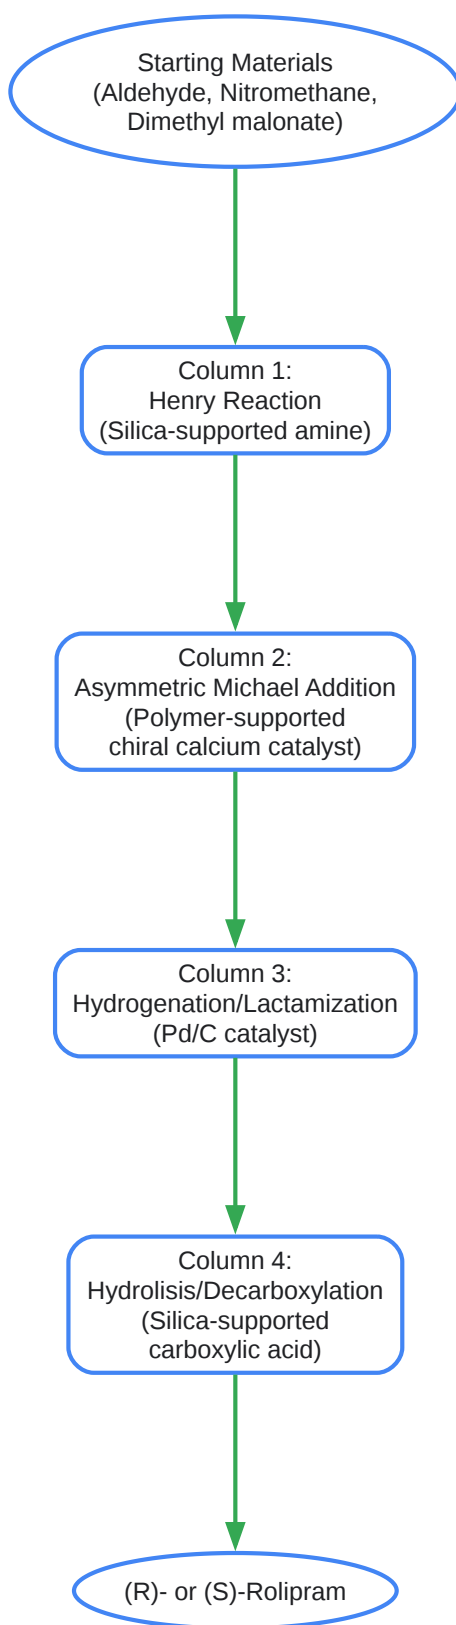 Starting Materials
(Aldehyde, Nitromethane,
Dimethyl malonate)
Column 1:
Henry Reaction
(Silica-supported amine)
Column 2:
Asymmetric Michael Addition
(Polymer-supported
chiral calcium catalyst)
Column 3:
Hydrogenation/Lactamization
(Pd/C catalyst)
Column 4:
Hydrolisis/Decarboxylation
(Silica-supported
carboxylic acid)
(R)- or (S)-Rolipram